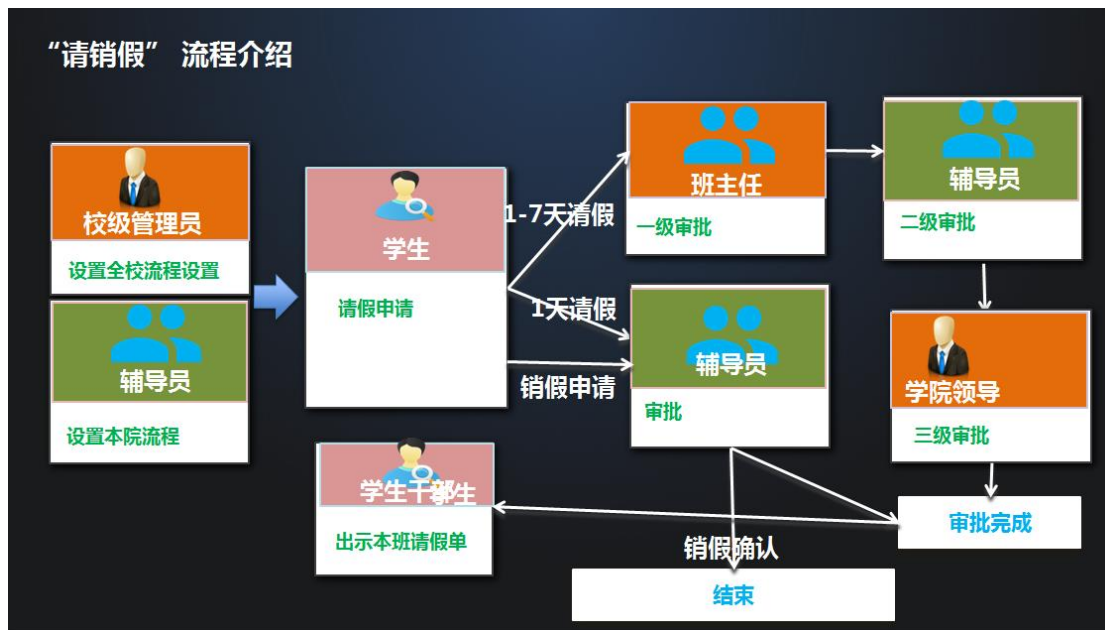 “请销假” 流程介绍
校级管理员
设置全校流程设置
辅导员
设置本院流程
学生
请假申请
1-7天请假
1天请假
销假申请
班主任
一级审批
辅导员
二级审批
辅导员
审批
学院领导
三级审批
学生干部
学生
出示本班请假单
审批完成
销假确认
结束